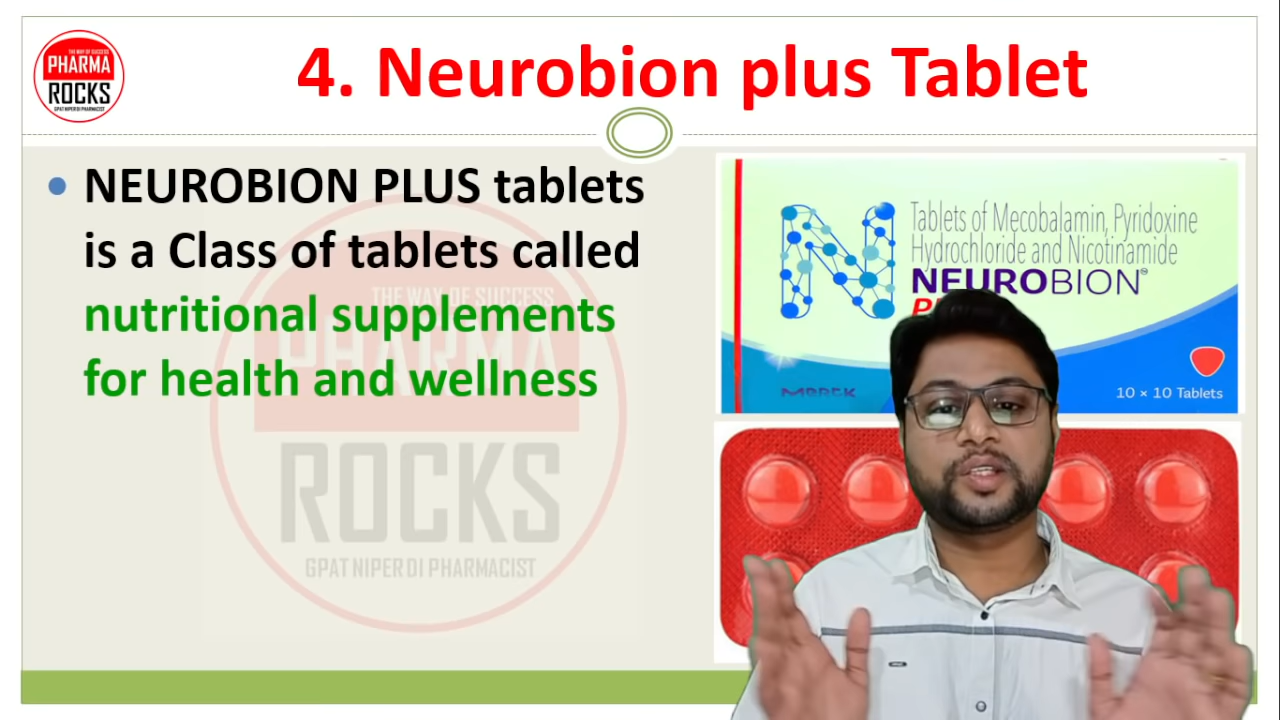 THE WAY OF SUCCESS
PHARMA
ROCKS
GPAT NIPER DI PHARMACIST
4. Neurobion plus Tablet
• NEUROBION PLUS tablets
is a Class of tablets called
nutritional supplements
for health and wellness
THE WAY OF SUCCESS
PHARMA
ROCKS
GPAT NIPER DI PHARMACIST
Tablets of Mecobalamin, Pyridoxine
Hydrochloride and Nicotinamide
NEUROBION
MERCK
10 × 10 Tablets